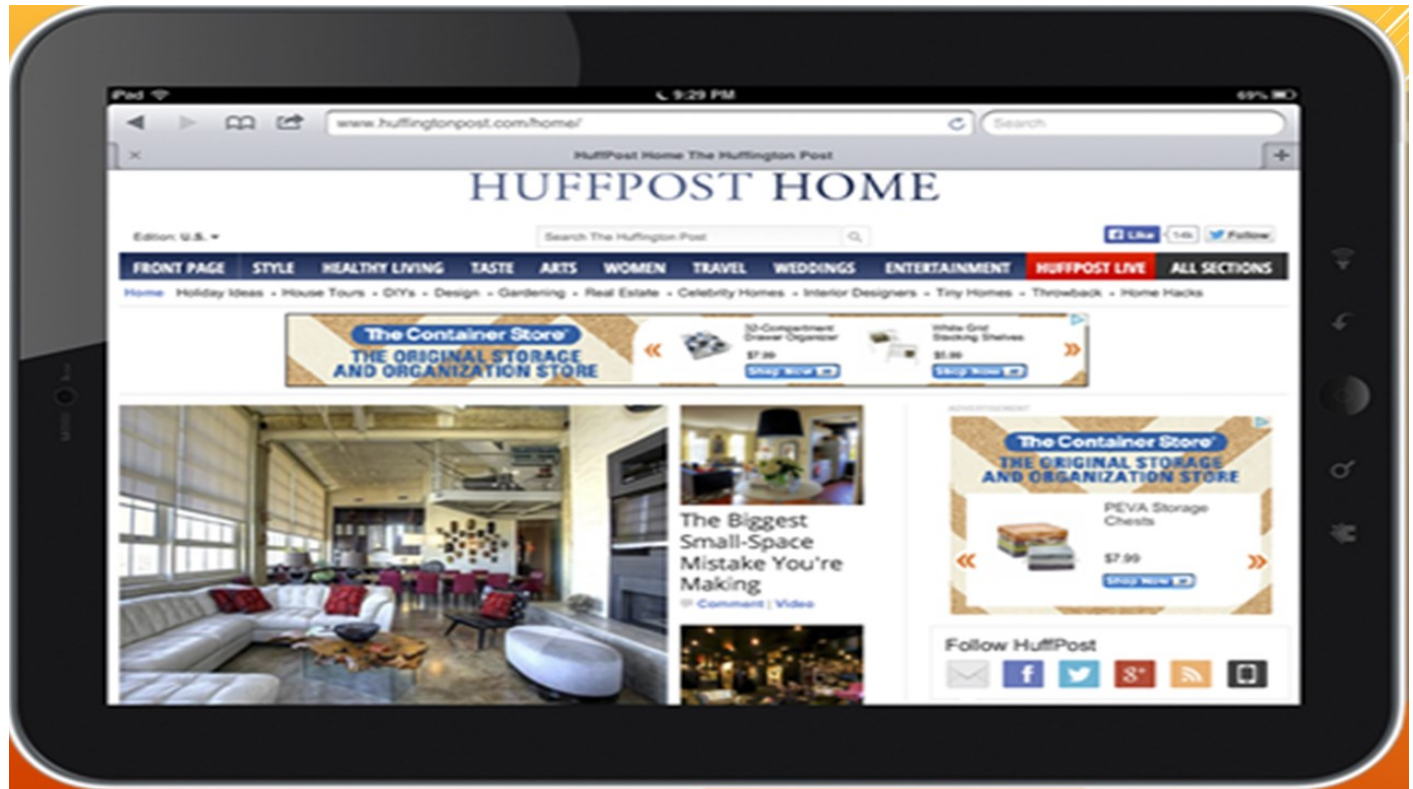 iPad 9:29 PM 69%
www.huffingtonpost.com/home/ Search
HuffPost Home The Huffington Post
HUFFPOST HOME
Edition: U.S. Search The Huffington Post Like 14k Follow
FRONT PAGE STYLE HEALTHY LIVING TASTE ARTS WOMEN TRAVEL WEDDINGS ENTERTAINMENT HUFFPOST LIVE ALL SECTIONS
Home Holiday Ideas • House Tours • DIYs • Design • Gardening • Real Estate • Celebrity Homes • Interior Designers • Tiny Homes • Throwback • Home Hacks
The Container Store®
THE ORIGINAL STORAGE
AND ORGANIZATION STORE
32-Compartment
Drawer Organizer
$7.99
Shop Now
White Grid
Stacking Shelves
$5.99
Shop Now
The Biggest
Small-Space
Mistake You're
Making
Comment | Video
ADVERTISEMENT
The Container Store®
THE ORIGINAL STORAGE
AND ORGANIZATION STORE
PEVA Storage
Chests
$7.99
Shop Now
Follow HuffPost
f 8+